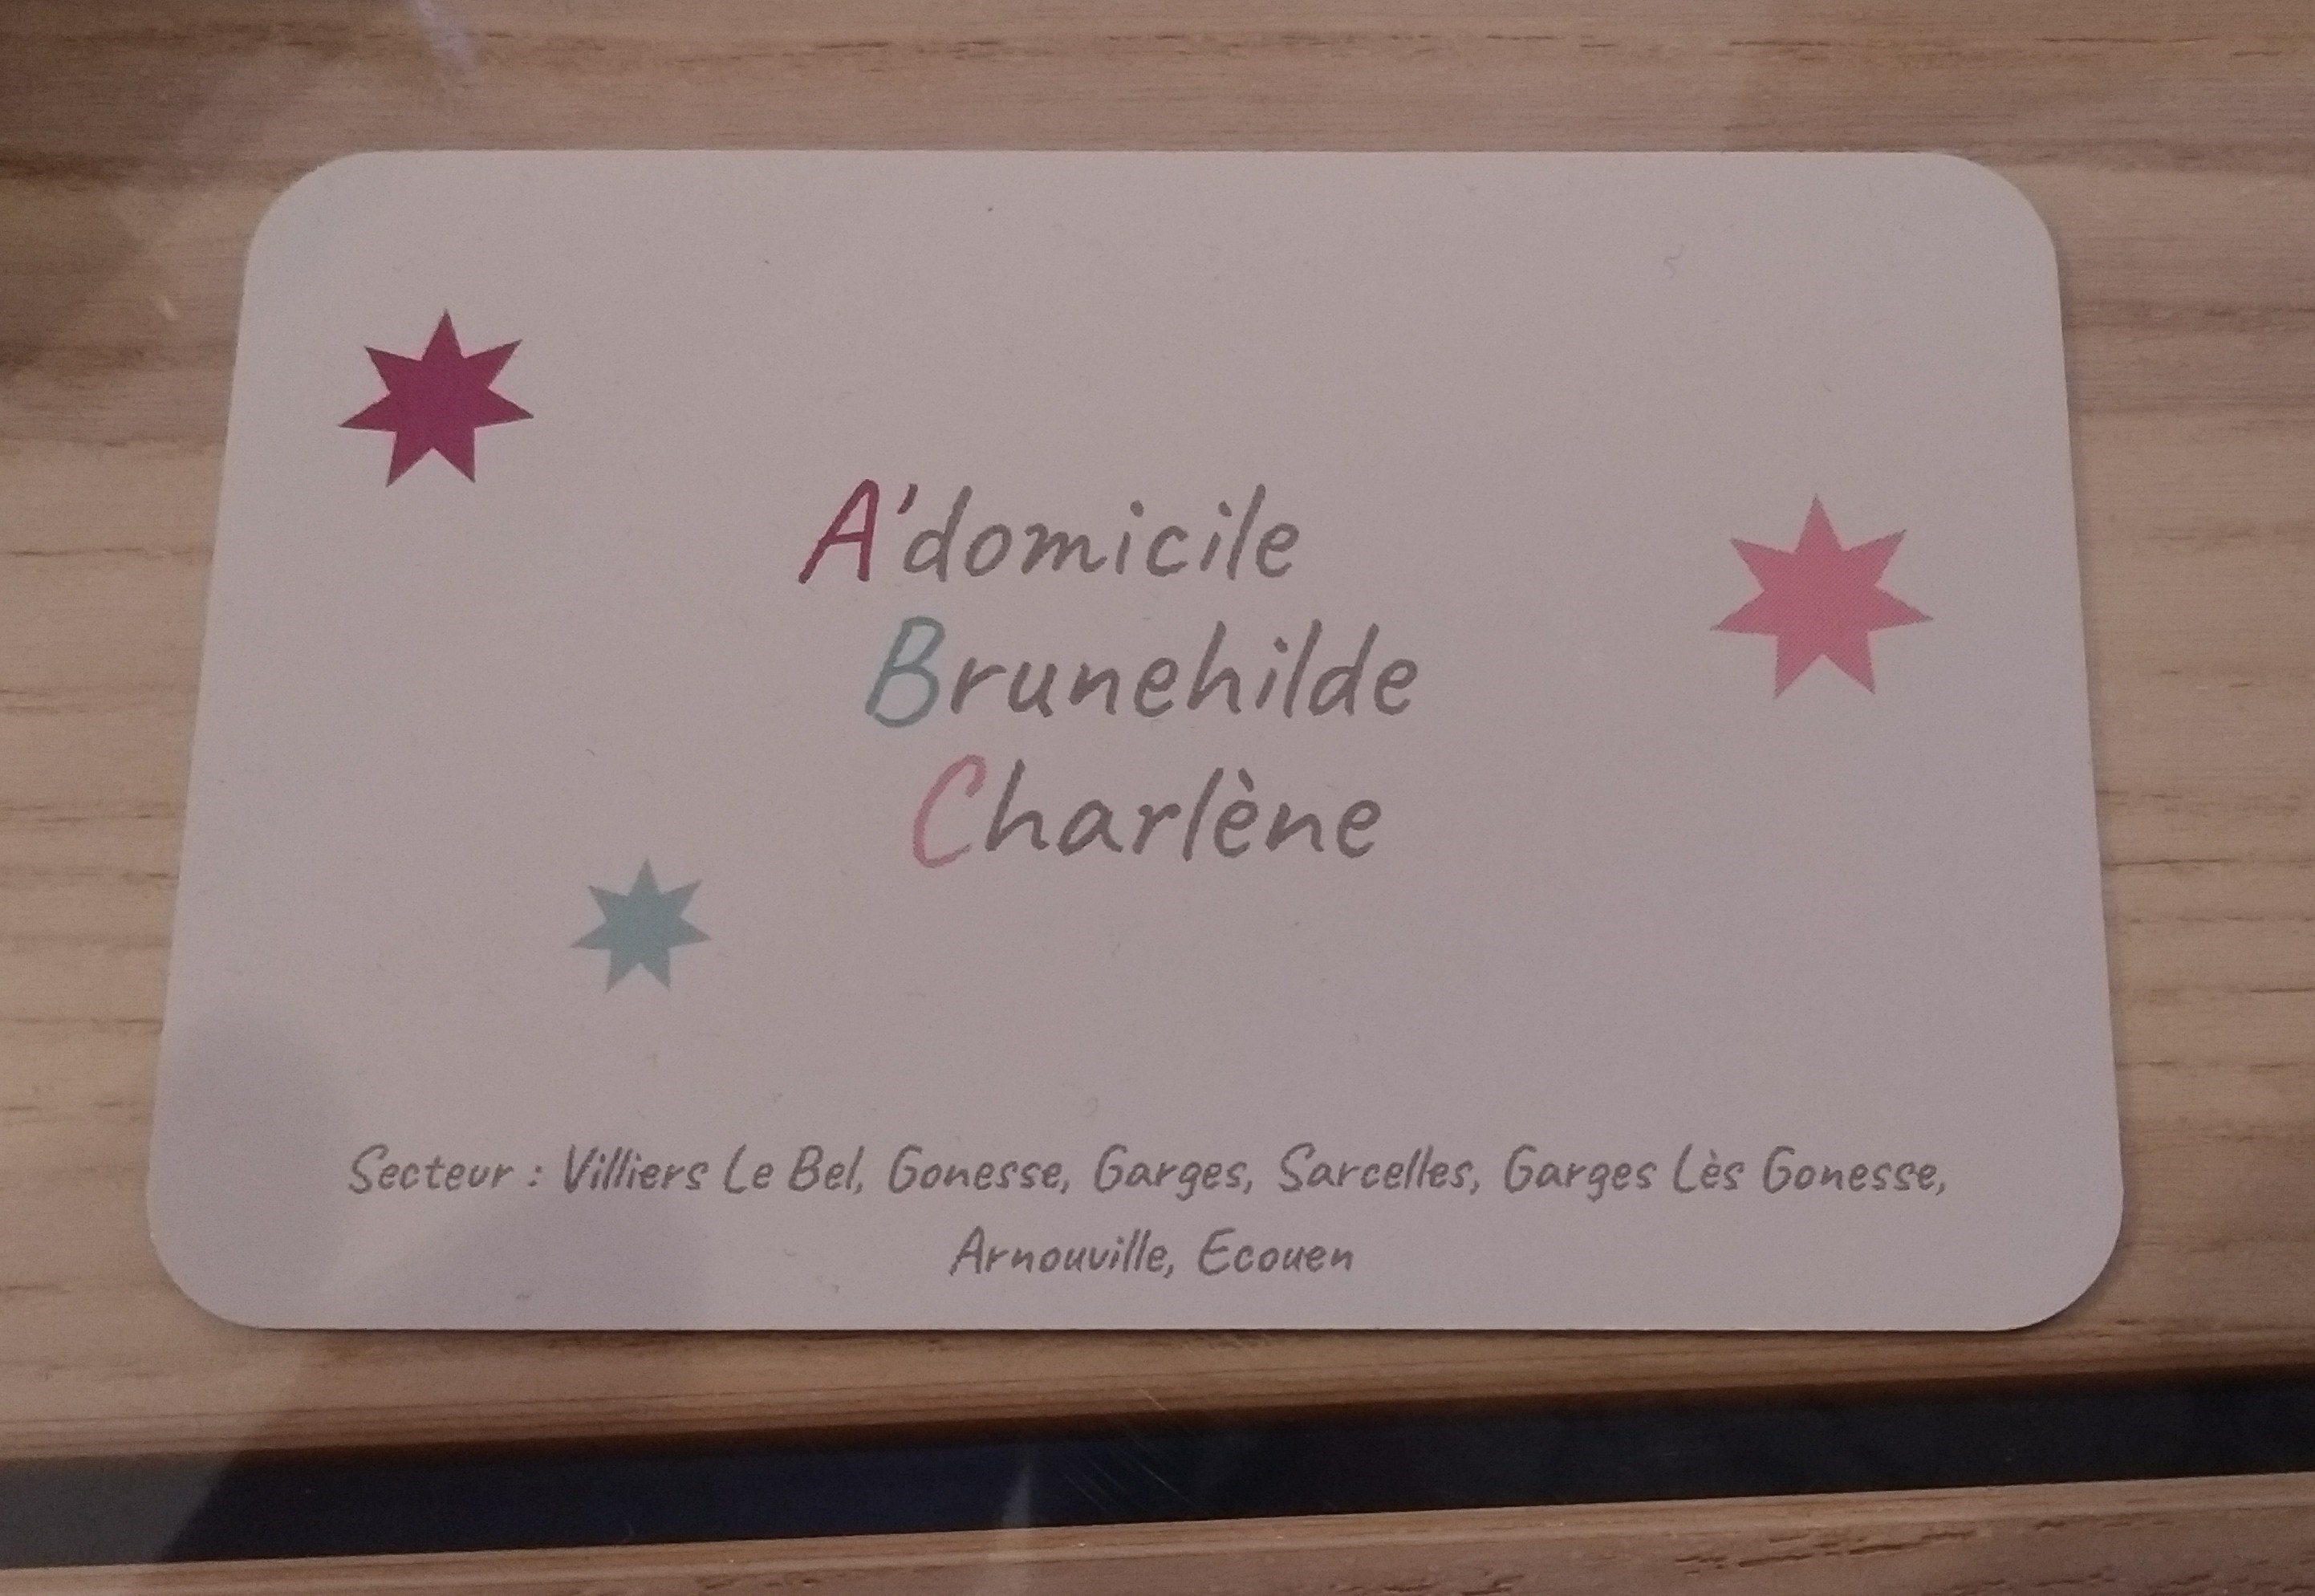 A'domicile
Brunehilde
Charlène
Secteur : Villiers Le Bel, Gonesse, Garges, Sarcelles, Garges Lès Gonesse,
Arnouville, Ecouen